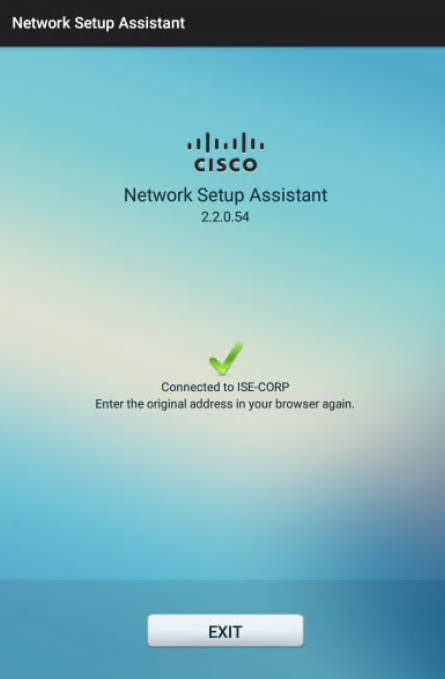 Network Setup Assistant
CISCO
Network Setup Assistant
2.2.0.54
Connected to ISE-CORP
Enter the original address in your browser again.
EXIT